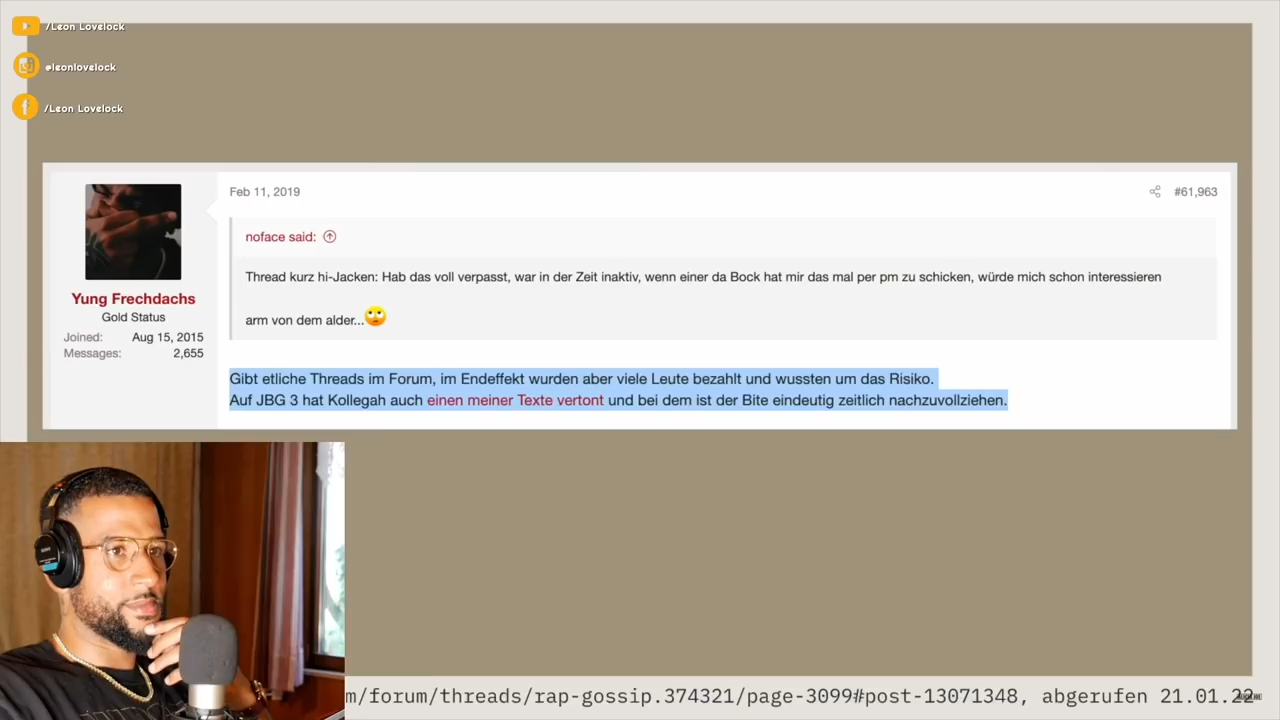 /Leon Lovelock
@leonlovelock
/Leon Lovelock
Feb 11, 2019
#61,963
noface said:
Thread kurz hi-Jacken: Hab das voll verpasst, war in der Zeit inaktiv, wenn einer da Bock hat mir das mal per pm zu schicken, würde mich schon interessieren
arm von dem alder...
Yung Frechdachs
Gold Status
Joined: Aug 15, 2015
Messages: 2,655
Gibt etliche Threads im Forum, im Endeffekt wurden aber viele Leute bezahlt und wussten um das Risiko.
Auf JBG 3 hat Kollegah auch einen meiner Texte vertont und bei dem ist der Bite eindeutig zeitlich nachzuvollziehen.
m/forum/threads/rap-gossip.374321/page-3099#post-13071348, abgerufen 21.01.22